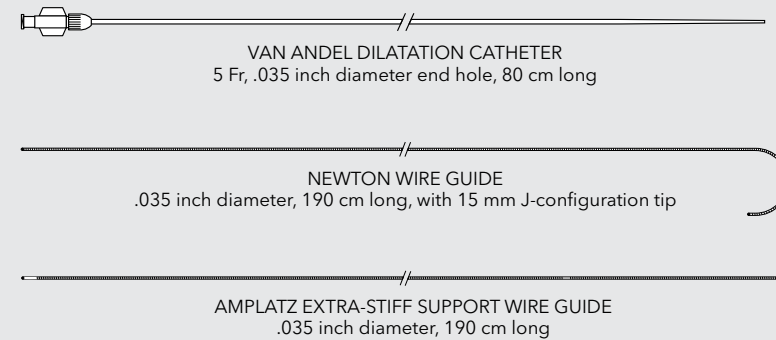 VAN ANDEL DILATATION CATHETER
5 Fr, .035 inch diameter end hole, 80 cm long
NEWTON WIRE GUIDE
.035 inch diameter, 190 cm long, with 15 mm J-configuration tip
AMPLATZ EXTRA-STIFF SUPPORT WIRE GUIDE
.035 inch diameter, 190 cm long